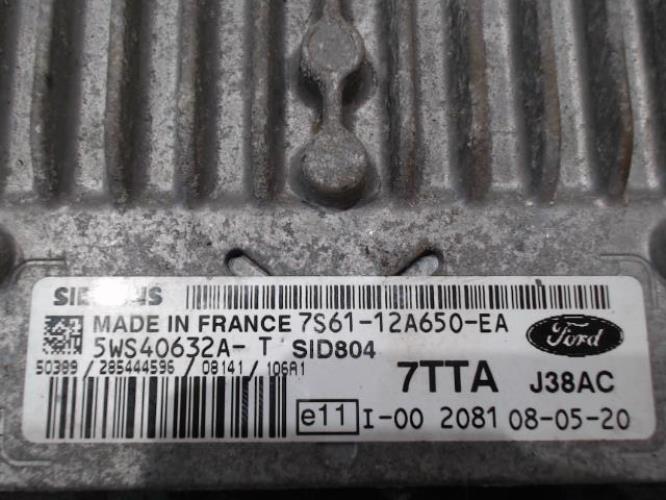 SIEMENS
MADE IN FRANCE 7S61-12A650-EA
Ford
5WS40632A-T SID804
50389 / 285444596 / 08141 / 106A1
7TTA J38AC
e11 I-00 2081 08-05-20